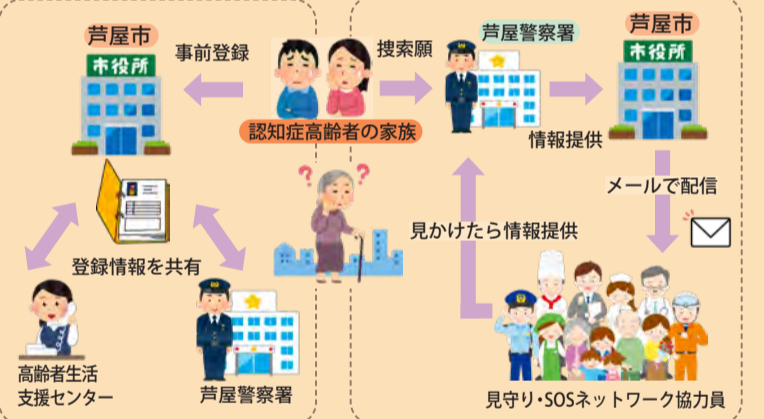 芦屋市
市役所
事前登録
認知症高齢者の家族
登録情報を共有
高齢者生活
支援センター
芦屋警察署
捜索願
芦屋警察署
情報提供
芦屋市
市役所
メールで配信
見かけたら情報提供
見守り・SOSネットワーク協力員
?
?